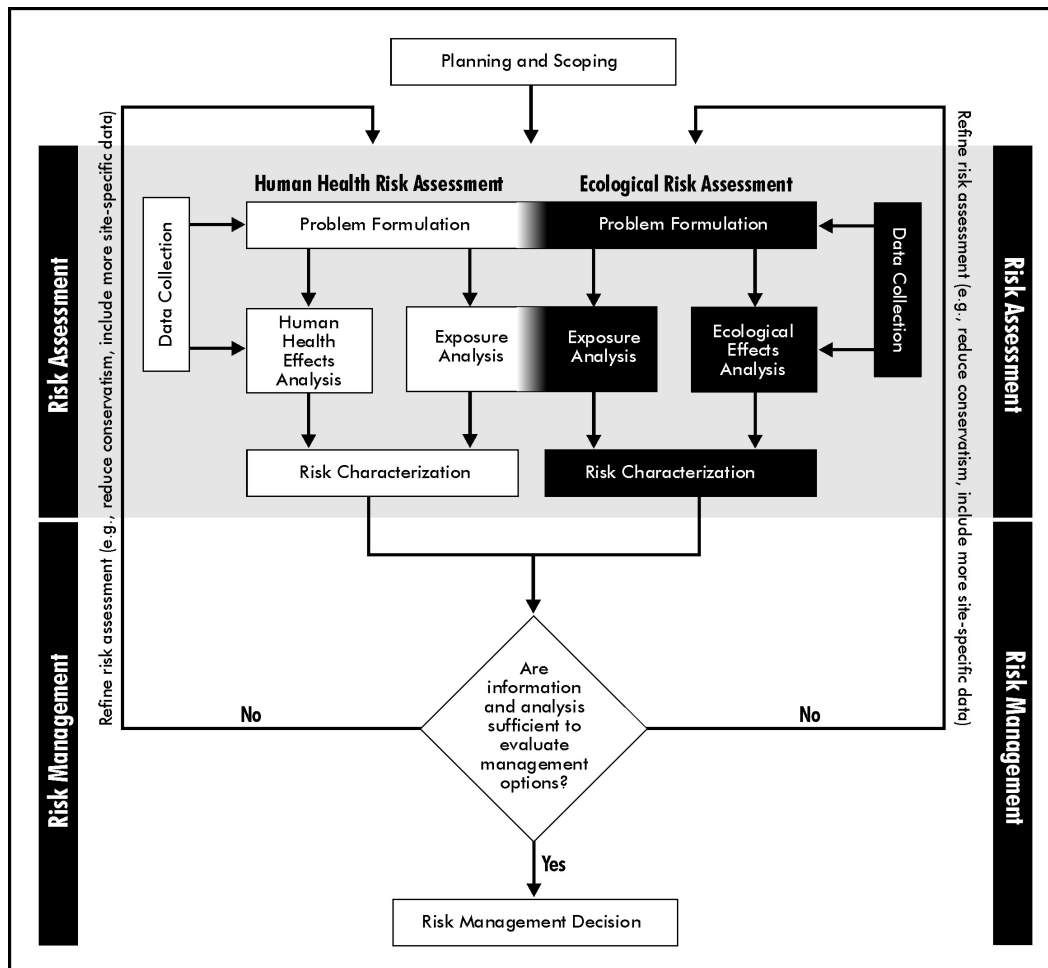 Planning and Scoping
Refine risk assessment (e.g., reduce conservatism, include more site-specific data)
Refine risk assessment (e.g., reduce conservatism, include more site-specific data)
Risk Assessment
Risk Assessment
Human Health Risk Assessment
Ecological Risk Assessment
Data Collection
Problem Formulation
Problem Formulation
Data Collection
Human
Health
Effects
Analysis
Exposure
Analysis
Exposure
Analysis
Ecological
Effects
Analysis
Risk Characterization
Risk Characterization
Risk Management
Risk Management
Are
information
and analysis
sufficient to
evaluate
management
options?
No
No
Yes
Risk Management Decision